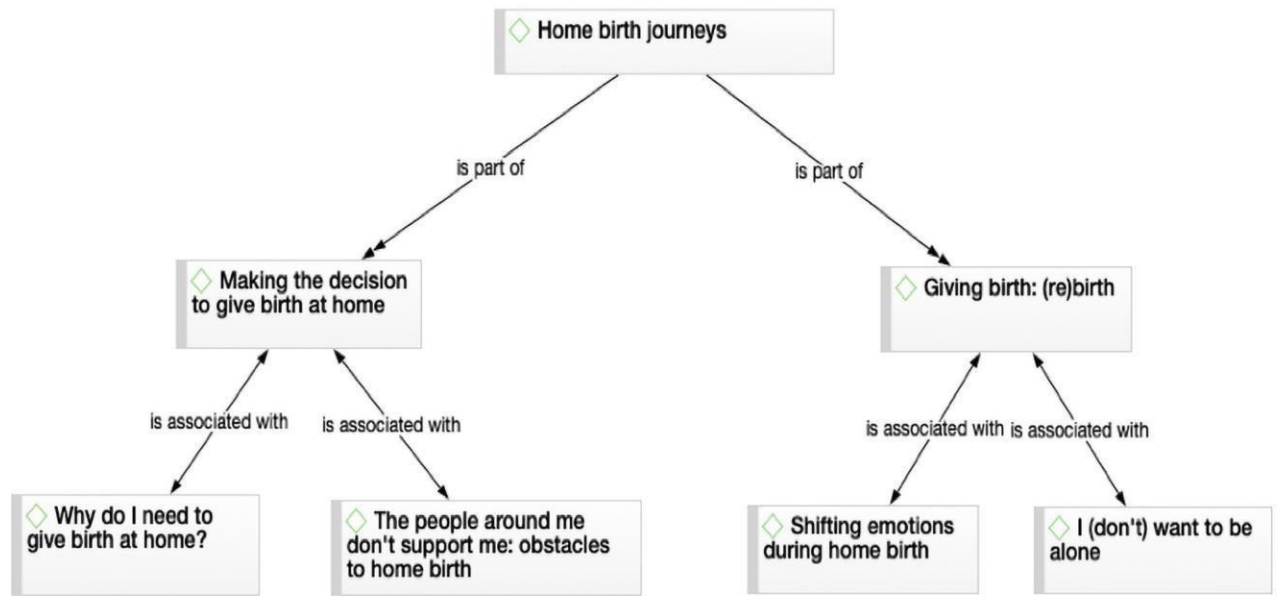 Home birth journeys
is part of
is part of
Making the decision
to give birth at home
Giving birth: (re)birth
is associated with
is associated with
is associated with
is associated with
Why do I need to
give birth at home?
The people around me
don't support me: obstacles
to home birth
Shifting emotions
during home birth
I (don't) want to be
alone